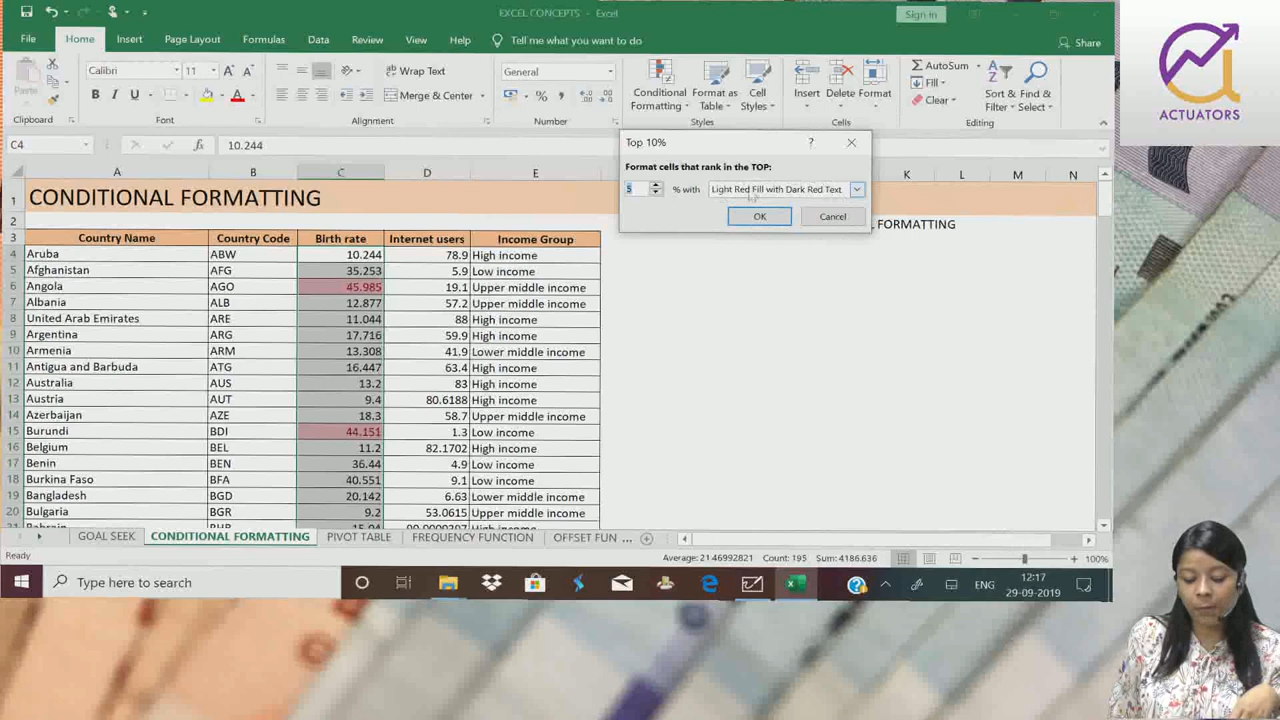 EXCEL CONCEPTS - Excel
Sign in
File Home Insert Page Layout Formulas Data Review View Help Tell me what you want to do Share
Paste
Calibri 11
B I U
Wrap Text
Merge & Center
General
Conditional Formatting
Format as Table
Cell Styles
Insert Delete Format
AutoSum
Fill
Clear
Sort & Filter
Find & Select
Clipboard Font Alignment Number Styles Cells Editing
C4 fx 10.244
Top 10%
Format cells that rank in the TOP:
5 % with Light Red Fill with Dark Red Text
OK Cancel
A B C D E K L M N
1 CONDITIONAL FORMATTING
2 FORMATTING
3 Country Name Country Code Birth rate Internet users Income Group
4 Aruba ABW 10.244 78.9 High income
5 Afghanistan AFG 35.253 5.9 Low income
6 Angola AGO 45.985 19.1 Upper middle income
7 Albania ALB 12.877 57.2 Upper middle income
8 United Arab Emirates ARE 11.044 88 High income
9 Argentina ARG 17.716 59.9 High income
10 Armenia ARM 13.308 41.9 Lower middle income
11 Antigua and Barbuda ATG 16.447 63.4 High income
12 Australia AUS 13.2 83 High income
13 Austria AUT 9.4 80.6188 High income
14 Azerbaijan AZE 18.3 58.7 Upper middle income
15 Burundi BDI 44.151 1.3 Low income
16 Belgium BEL 11.2 82.1702 High income
17 Benin BEN 36.44 4.9 Low income
18 Burkina Faso BFA 40.551 9.1 Low income
19 Bangladesh BGD 20.142 6.63 Lower middle income
20 Bulgaria BGR 9.2 53.0615 Upper middle income
21 Bahrain BHR 15.04 90.0000397 High income
GOAL SEEK CONDITIONAL FORMATTING PIVOT TABLE FREQUENCY FUNCTION OFFSET FUN ...
Ready Average: 21.46992821 Count: 195 Sum: 4186.636 100%
Type here to search
ENG
12:17
29-09-2019
ACTUATORS